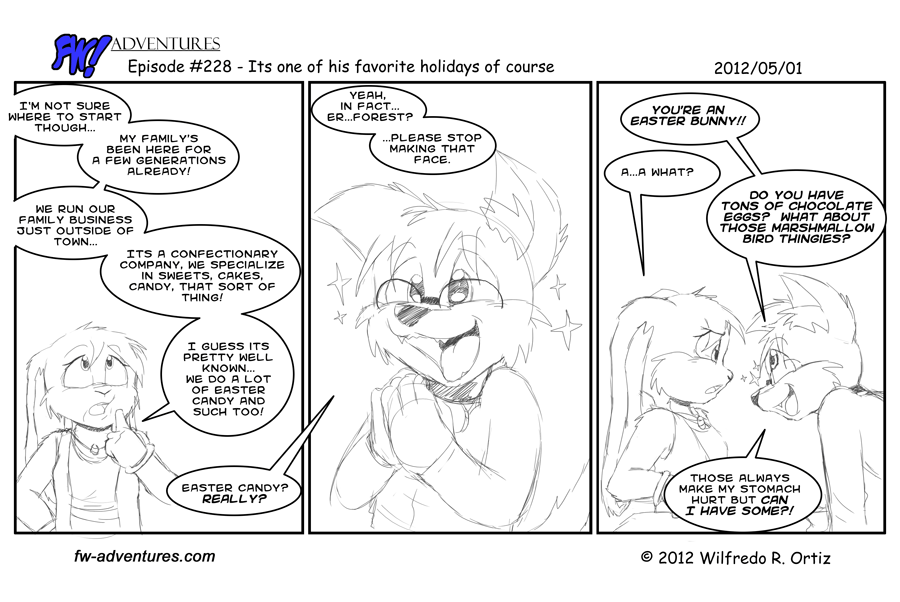 FW! ADVENTURES
Episode #228 - Its one of his favorite holidays of course
2012/05/01
I'M NOT SURE
WHERE TO START
THOUGH...
MY FAMILY'S
BEEN HERE FOR
A FEW GENERATIONS
ALREADY!
WE RUN OUR
FAMILY BUSINESS
JUST OUTSIDE OF
TOWN...
ITS A CONFECTIONARY
COMPANY, WE SPECIALIZE
IN SWEETS, CAKES,
CANDY, THAT SORT OF
THING!
I GUESS ITS
PRETTY WELL
KNOWN...
WE DO A LOT
OF EASTER
CANDY AND
SUCH TOO!
EASTER CANDY?
REALLY?
YEAH,
IN FACT...
ER...FOREST?
...PLEASE STOP
MAKING THAT
FACE.
YOU'RE AN
EASTER BUNNY!!
A...A WHAT?
DO YOU HAVE
TONS OF CHOCOLATE
EGGS? WHAT ABOUT
THOSE MARSHMALLOW
BIRD THINGIES?
THOSE ALWAYS
MAKE MY STOMACH
HURT BUT CAN
I HAVE SOME?!
fw-adventures.com
© 2012 Wilfredo R. Ortiz